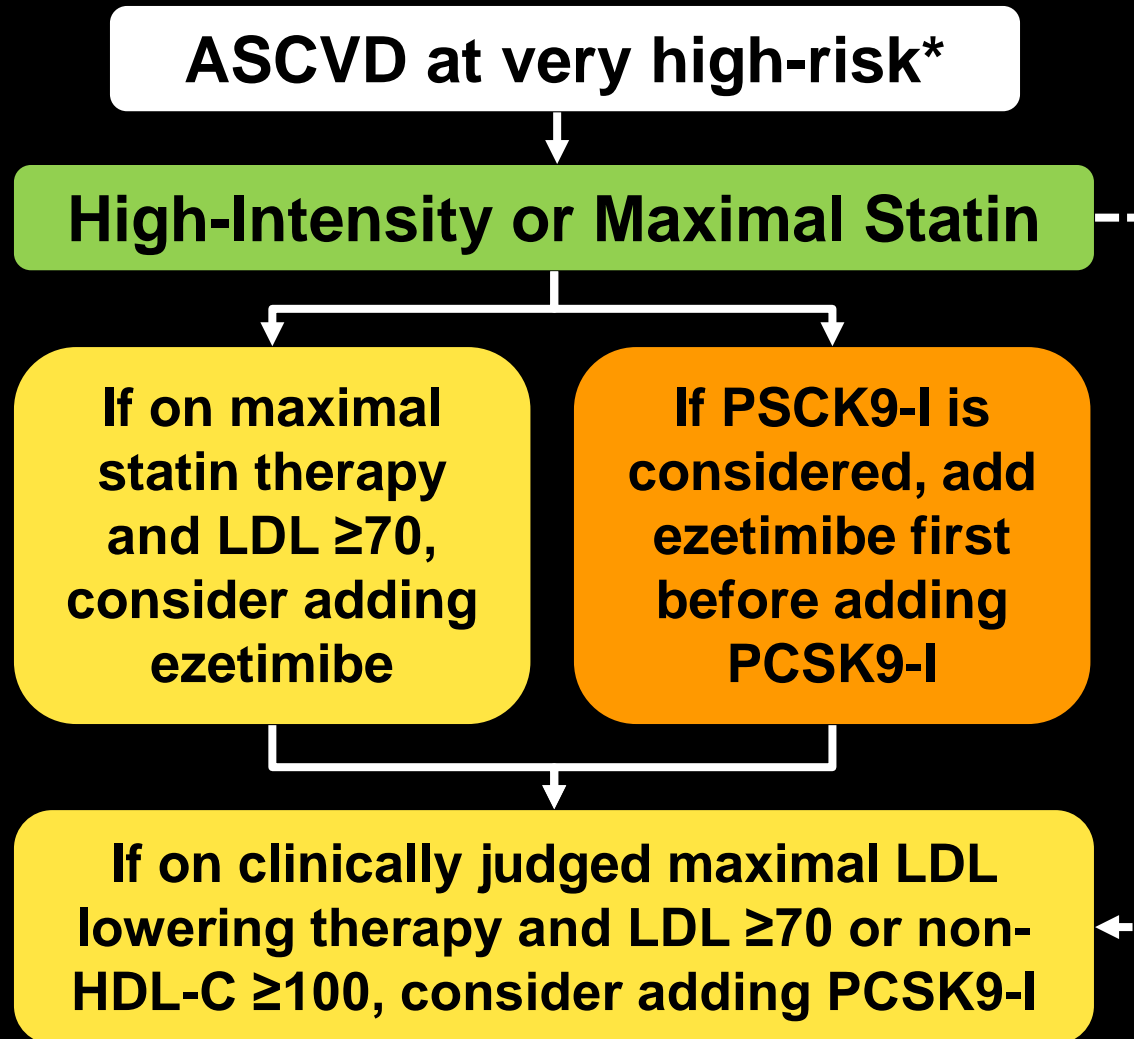 ASCVD at very high-risk*
High-Intensity or Maximal Statin
If on maximal
statin therapy
and LDL ≥70,
consider adding
ezetimibe
If PSCK9-I is
considered, add
ezetimibe first
before adding
PCSK9-I
If on clinically judged maximal LDL
lowering therapy and LDL ≥70 or non-
HDL-C ≥100, consider adding PCSK9-I